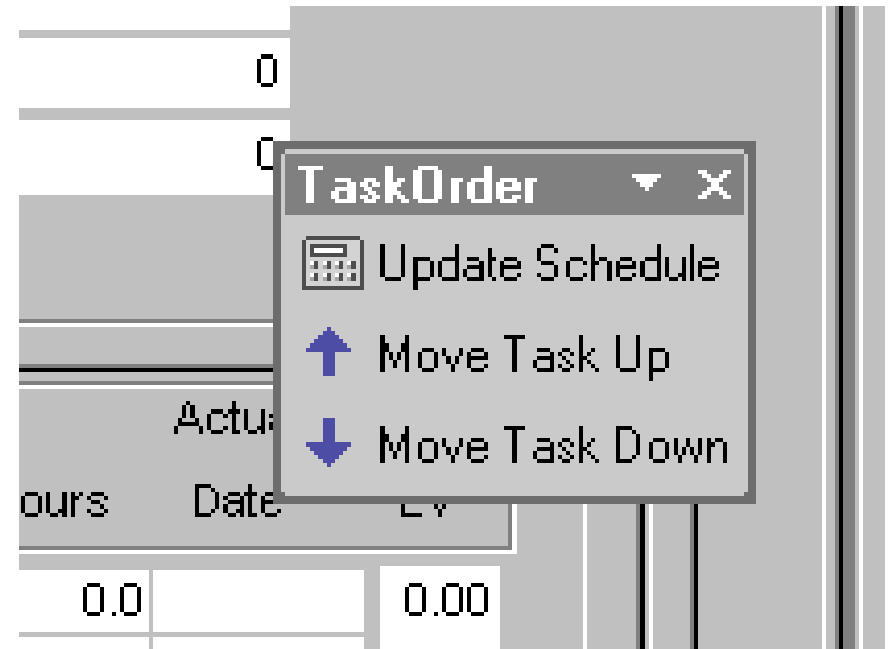 0
0
TaskOrder
Update Schedule
Move Task Up
Move Task Down
Date
0.0 0.00